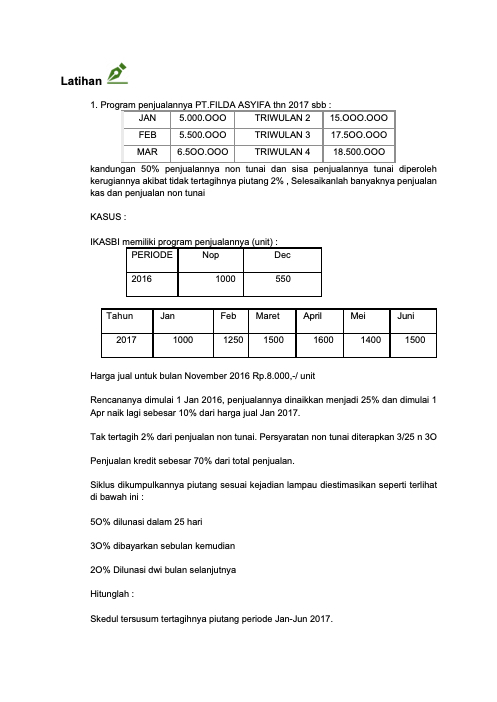 Latihan
1. Program penjualannya PT.FILDA ASYIFA thn 2017 sbb :
JAN 5.000.OOO TRIWULAN 2 15.OOO.OOO
FEB 5.500.OOO TRIWULAN 3 17.5OO.OOO
MAR 6.5OO.OOO TRIWULAN 4 18.500.OOO
kandungan 50% penjualannya non tunai dan sisa penjualannya tunai diperoleh
kerugiannya akibat tidak tertagihnya piutang 2% , Selesaikanlah banyaknya penjualan
kas dan penjualan non tunai
KASUS :
IKASBI memiliki program penjualannya (unit) :
PERIODE Nop Dec
2016 1000 550
Tahun Jan Feb Maret April Mei Juni
2017 1000 1250 1500 1600 1400 1500
Harga jual untuk bulan November 2016 Rp.8.000,-/ unit
Rencananya dimulai 1 Jan 2016, penjualannya dinaikkan menjadi 25% dan dimulai 1
Apr naik lagi sebesar 10% dari harga jual Jan 2017.
Tak tertagih 2% dari penjualan non tunai. Persyaratan non tunai diterapkan 3/25 n 3O
Penjualan kredit sebesar 70% dari total penjualan.
Siklus dikumpulkannya piutang sesuai kejadian lampau diestimasikan seperti terlihat
di bawah ini :
5O% dilunasi dalam 25 hari
3O% dibayarkan sebulan kemudian
2O% Dilunasi dwi bulan selanjutnya
Hitunglah :
Skedul tersusum tertagihnya piutang periode Jan-Jun 2017.